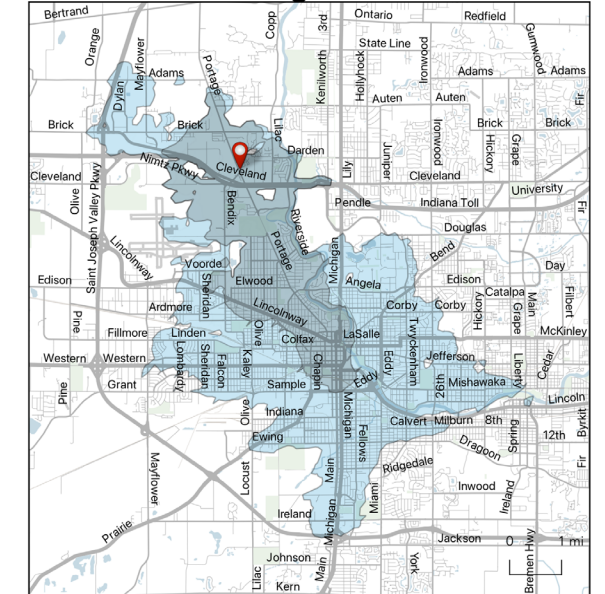 Bertrand
Ontario
Redfield
Orange
Mayflower
Copp
3rd
State Line
Gumwood
Hollyhock
Ironwood
Kenilworth
Portage
Adams
Adams
Adams
Dylan
Auten
Auten
Fir
Brick
Brick
Lilac
Brick
Brick
Ironwood
Hickory
Grape
Darden
Juniper
Lily
Nimtz Pkwy
Cleveland
Cleveland
Cleveland
University
Olive
Saint Joseph Valley Pkwy
Bendix
Pendle
Indiana Toll
Fir
Riverside
Douglas
Portage
Michigan
Bend
Lincolnway
Voorde
Day
Edison
Sheridan
Elwood
Angela
Edison
Catalpa
Filbert
Main
Hickory
Grape
Ardmore
Lincolnway
Corby
Corby
Pine
Fillmore
Linden
Olive
Colfax
LaSalle
Twyckenham
McKinley
Western
Western
Lombardy
Sheridan
Falcon
Kaley
Chapin
Eddy
Jefferson
Liberty
Cedar
Pine
Grant
Sample
Eddy
26th
Mishawaka
Olive
Indiana
Michigan
Lincoln
Calvert
Milburn
8th
Spring
Byrkit
Ewing
Fellows
12th
Dragoon
Mayflower
Locust
Main
Ridgedale
Fir
Miami
Inwood
Ireland
Ireland
Michigan
Prairie
Jackson
0
1 mi
Johnson
Bremen Hwy
Lilac
Kern
Main
York